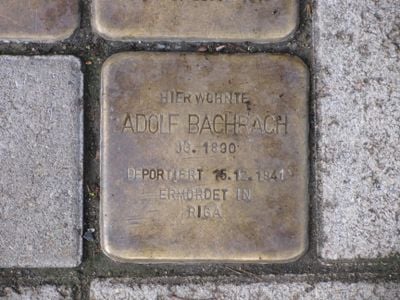 HIER WOHNTE
ADOLF BACHRACH
JG. 1890
DEPORTIERT 15.12.1941
ERMORDET IN
RIGA